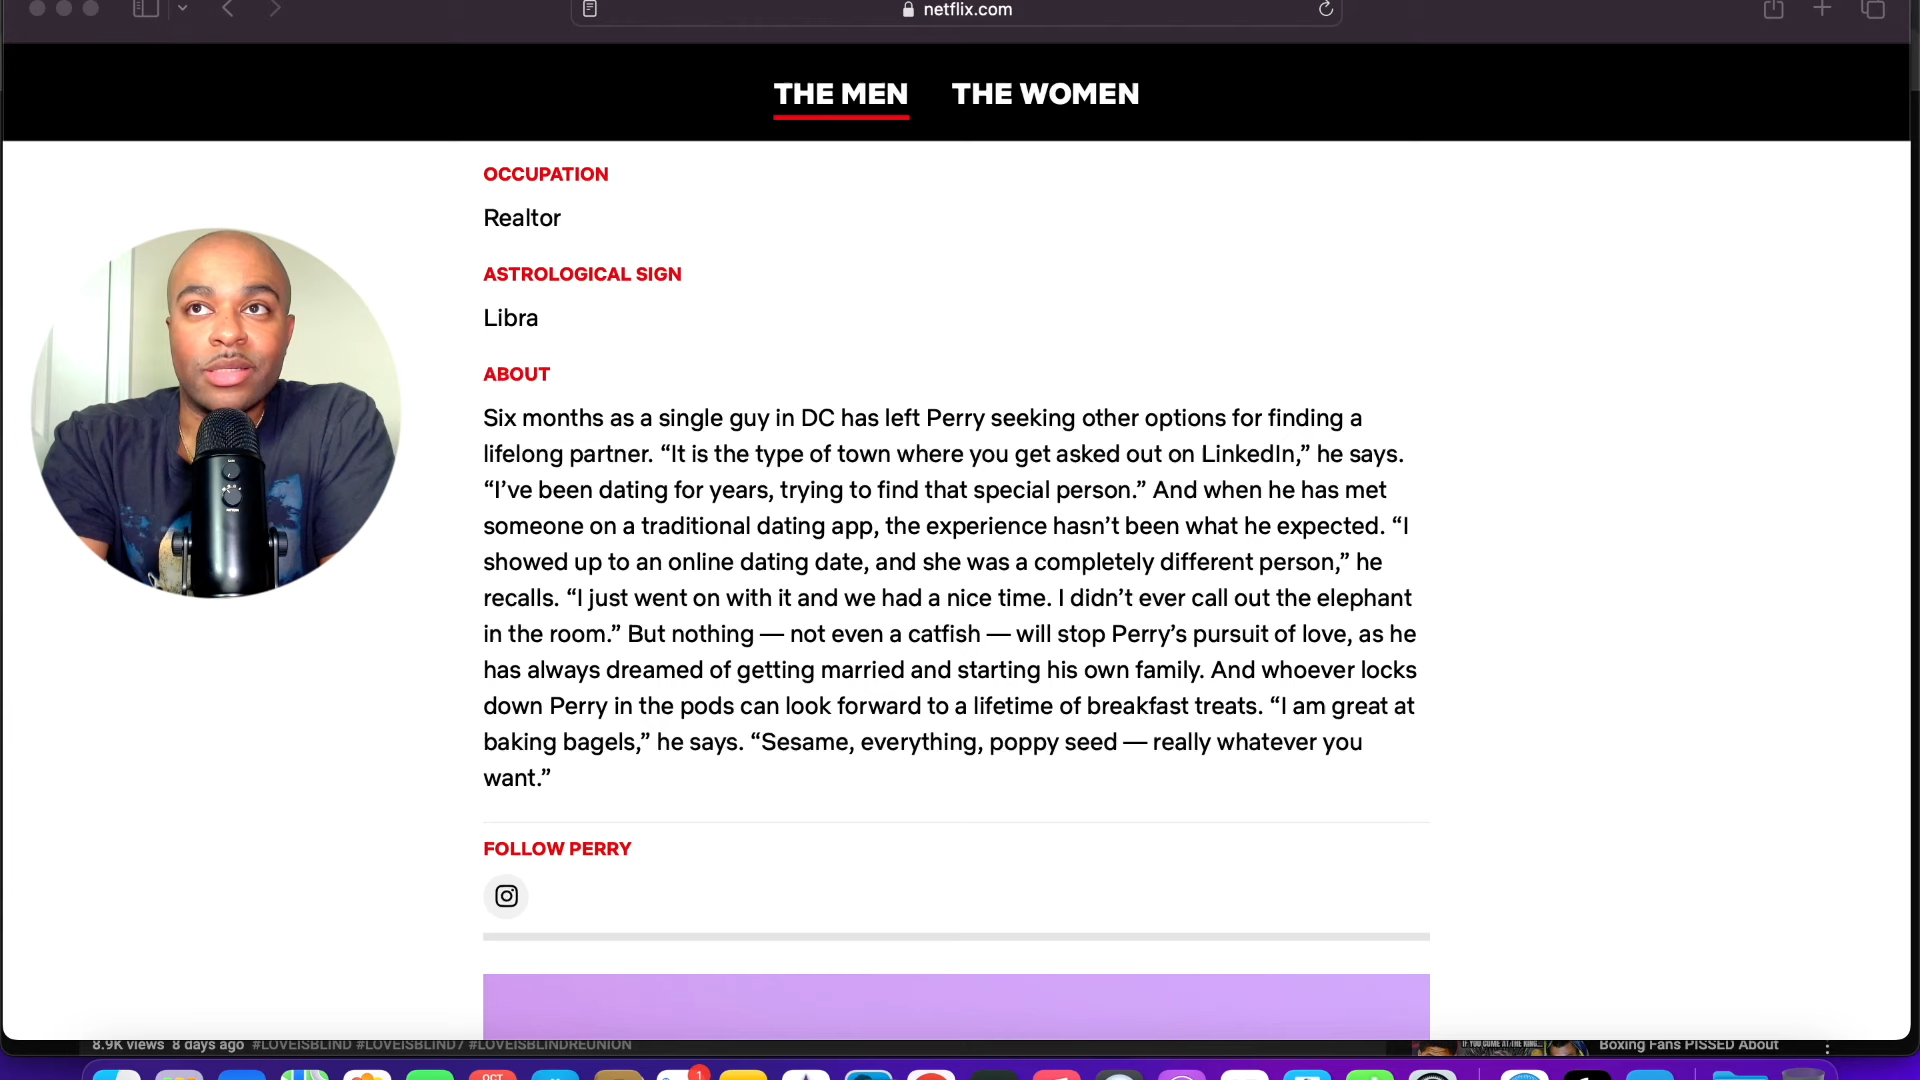 netflix.com
THE MEN THE WOMEN
OCCUPATION
Realtor
ASTROLOGICAL SIGN
Libra
ABOUT
Six months as a single guy in DC has left Perry seeking other options for finding a
lifelong partner. “It is the type of town where you get asked out on LinkedIn,” he says.
“I’ve been dating for years, trying to find that special person.” And when he has met
someone on a traditional dating app, the experience hasn’t been what he expected. “I
showed up to an online dating date, and she was a completely different person,” he
recalls. “I just went on with it and we had a nice time. I didn’t ever call out the elephant
in the room.” But nothing — not even a catfish — will stop Perry’s pursuit of love, as he
has always dreamed of getting married and starting his own family. And whoever locks
down Perry in the pods can look forward to a lifetime of breakfast treats. “I am great at
baking bagels,” he says. “Sesame, everything, poppy seed — really whatever you
want.”
FOLLOW PERRY
8.9K views 8 days ago #LOVEISBLIND #LOVEISBLIND7 #LOVEISBLINDREUNION
IF YOU COME AT THE KING...
Boxing Fans PISSED About
OCT
1